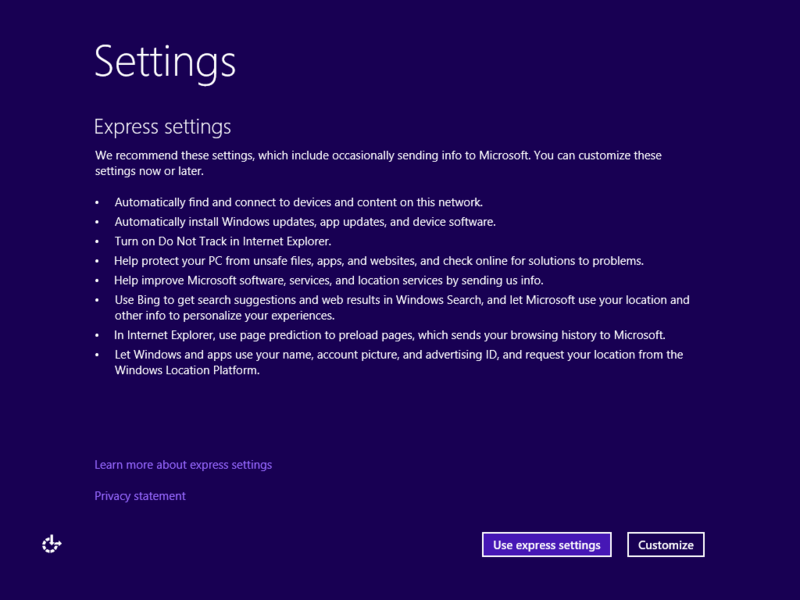 Settings
Express settings
We recommend these settings, which include occasionally sending info to Microsoft. You can customize these
settings now or later.
• Automatically find and connect to devices and content on this network.
• Automatically install Windows updates, app updates, and device software.
• Turn on Do Not Track in Internet Explorer.
• Help protect your PC from unsafe files, apps, and websites, and check online for solutions to problems.
• Help improve Microsoft software, services, and location services by sending us info.
• Use Bing to get search suggestions and web results in Windows Search, and let Microsoft use your location and
other info to personalize your experiences.
• In Internet Explorer, use page prediction to preload pages, which sends your browsing history to Microsoft.
• Let Windows and apps use your name, account picture, and advertising ID, and request your location from the
Windows Location Platform.
Learn more about express settings
Privacy statement
Use express settings
Customize